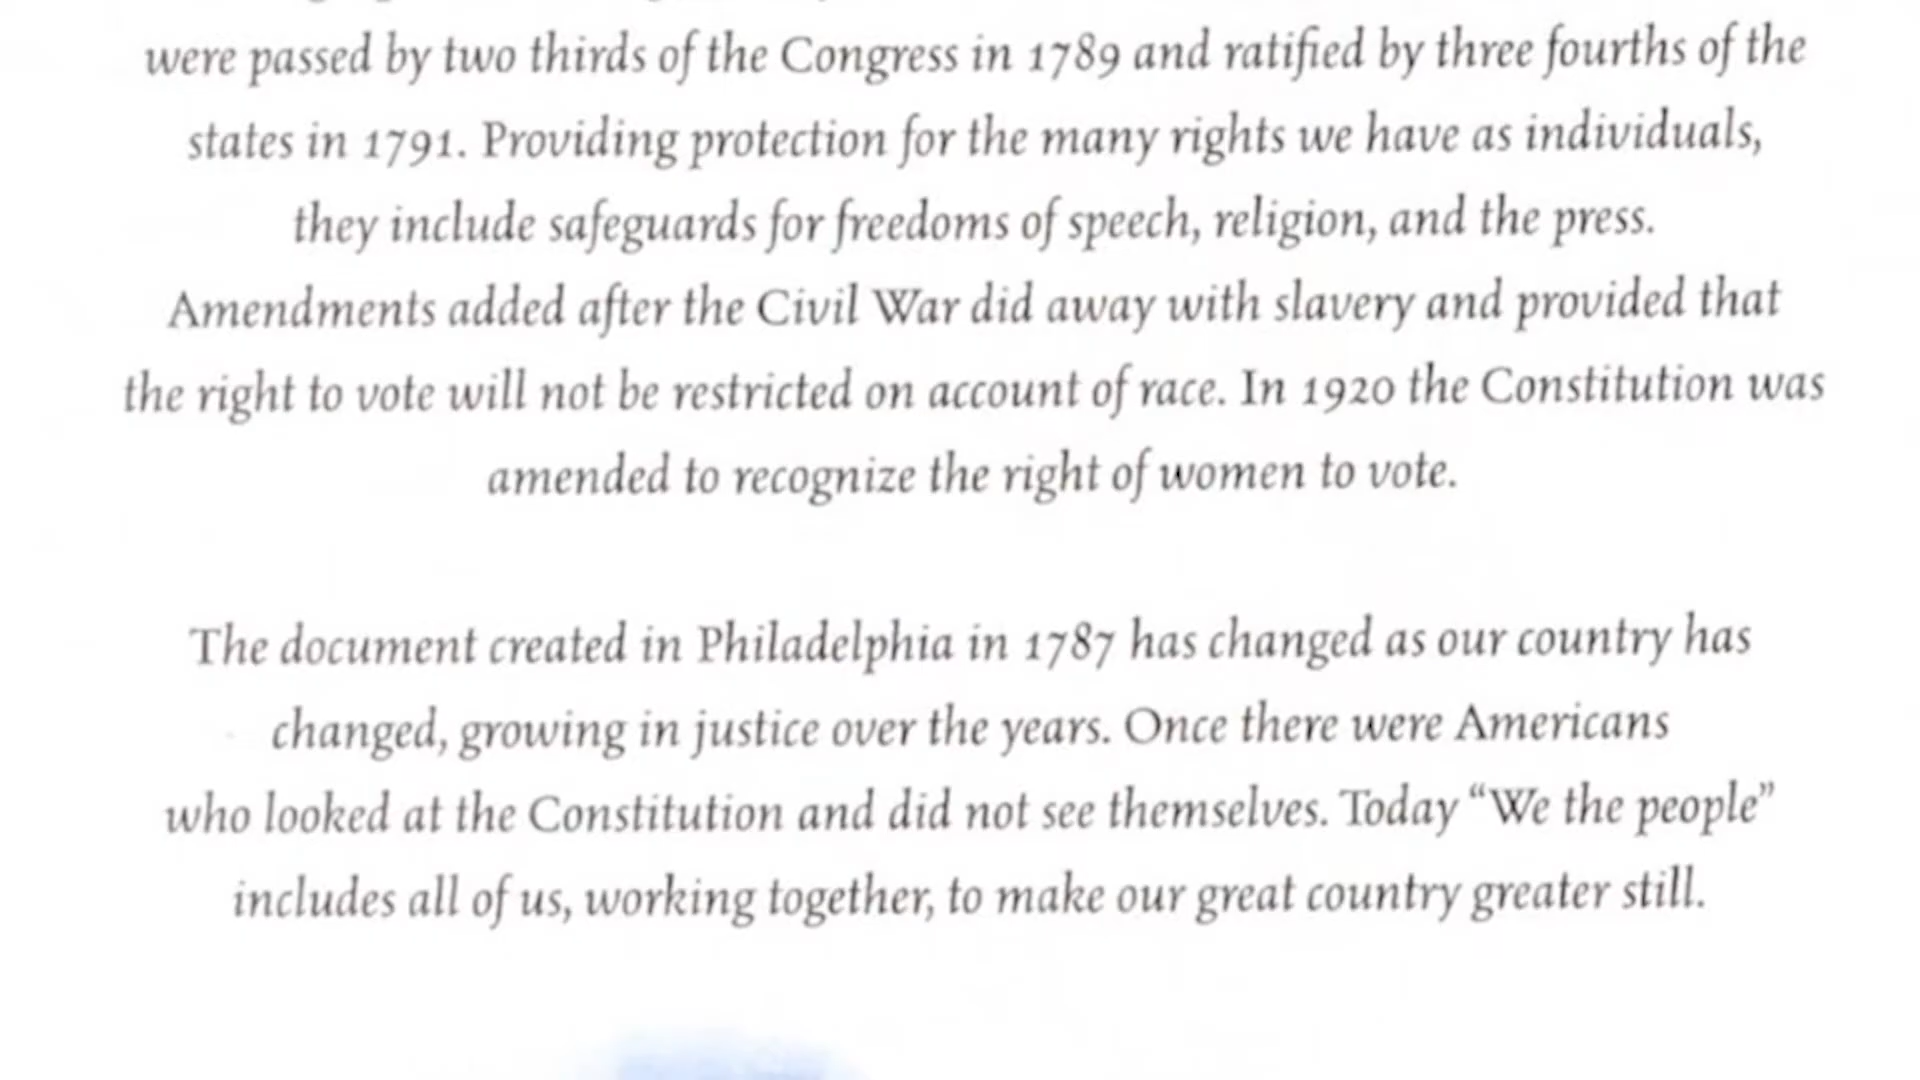 were passed by two thirds of the Congress in 1789 and ratified by three fourths of the
states in 1791. Providing protection for the many rights we have as individuals,
they include safeguards for freedoms of speech, religion, and the press.
Amendments added after the Civil War did away with slavery and provided that
the right to vote will not be restricted on account of race. In 1920 the Constitution was
amended to recognize the right of women to vote.
The document created in Philadelphia in 1787 has changed as our country has
changed, growing in justice over the years. Once there were Americans
who looked at the Constitution and did not see themselves. Today “We the people”
includes all of us, working together, to make our great country greater still.